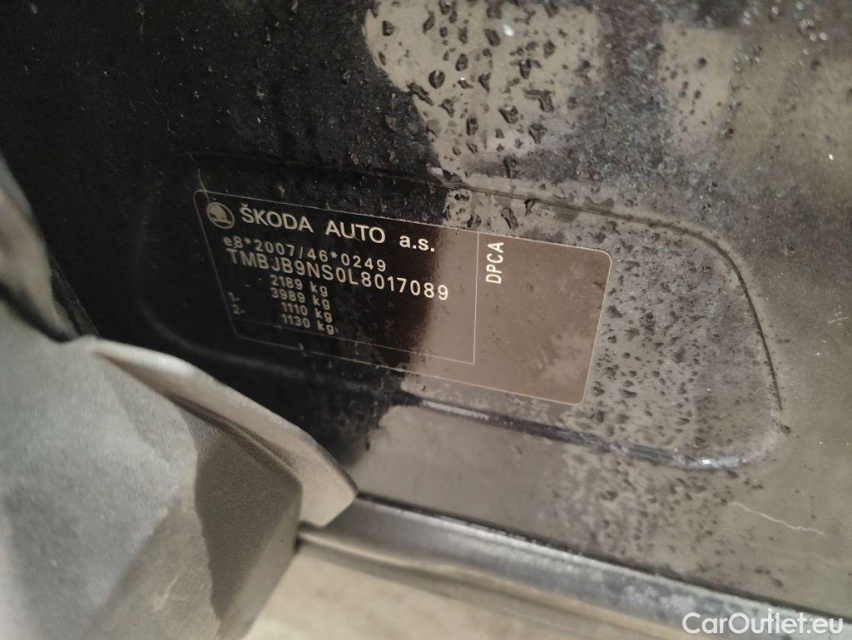 ŠKODA AUTO a.s.
e8*2007/46*0249
TMBJB9NS0L8017089
2189 kg
3989 kg
1- 1110 kg
2- 1130 kg
DPCA
CarOutlet.eu